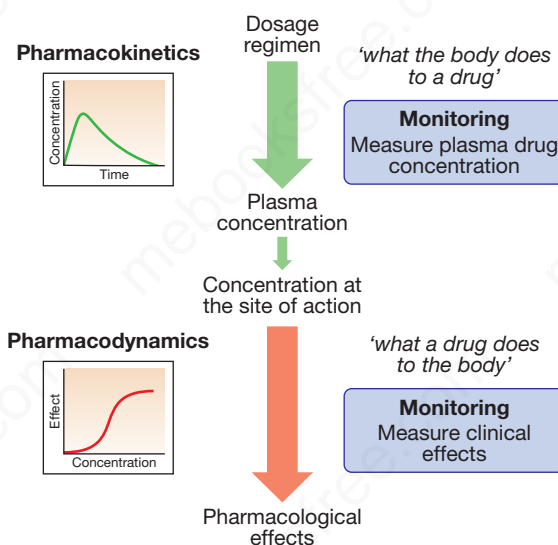 Dosage
regimen
Pharmacokinetics
Concentration
Time
‘what the body does
to a drug’
Monitoring
Measure plasma drug
concentration
Plasma
concentration
Concentration at
the site of action
Pharmacodynamics
Effect
Concentration
‘what a drug does
to the body’
Monitoring
Measure clinical
effects
Pharmacological
effects